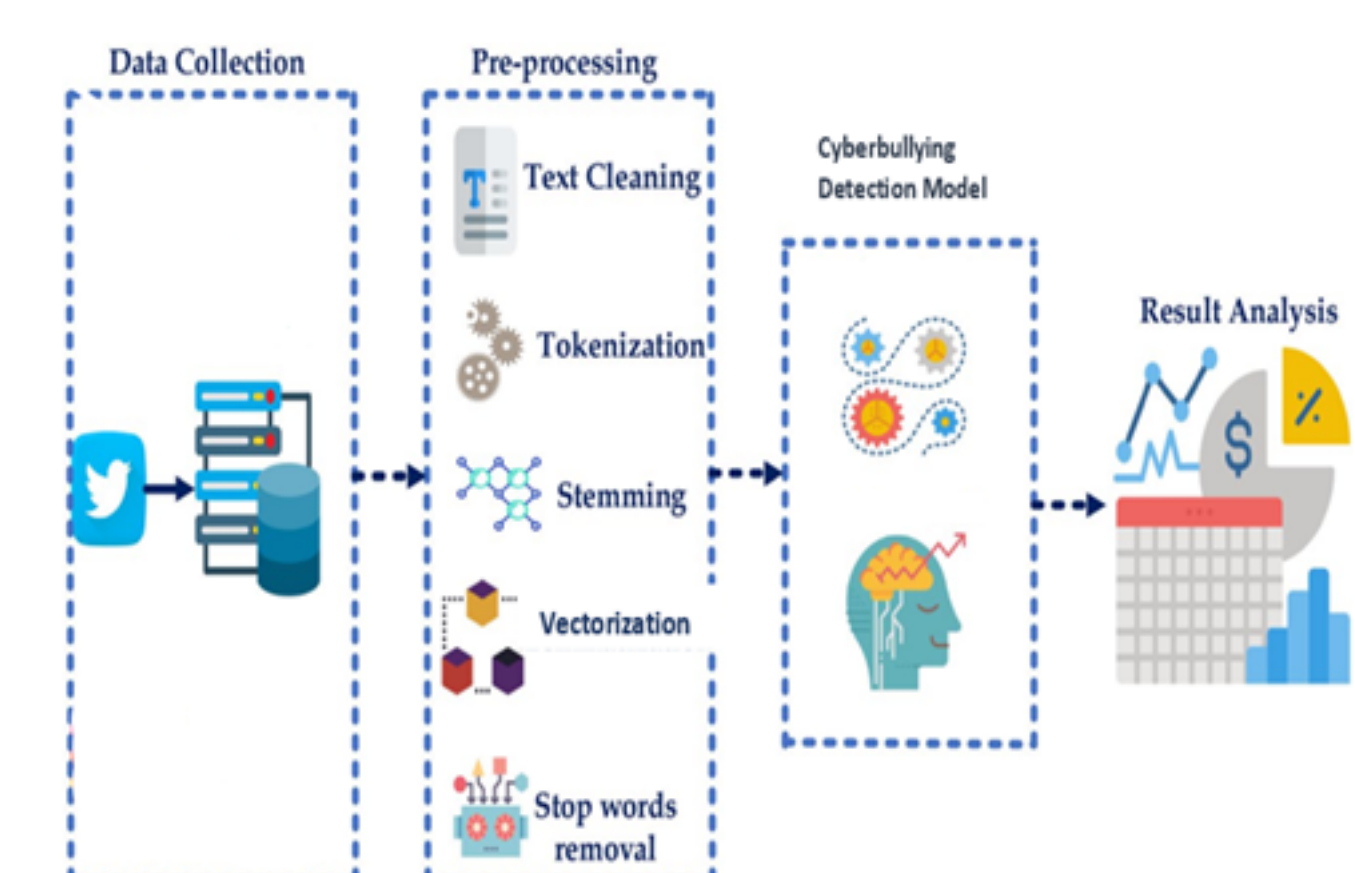 Data Collection
Pre-processing
Text Cleaning
Tokenization
Stemming
Vectorization
Stop words
removal
Cyberbullying
Detection Model
Result Analysis
$
%